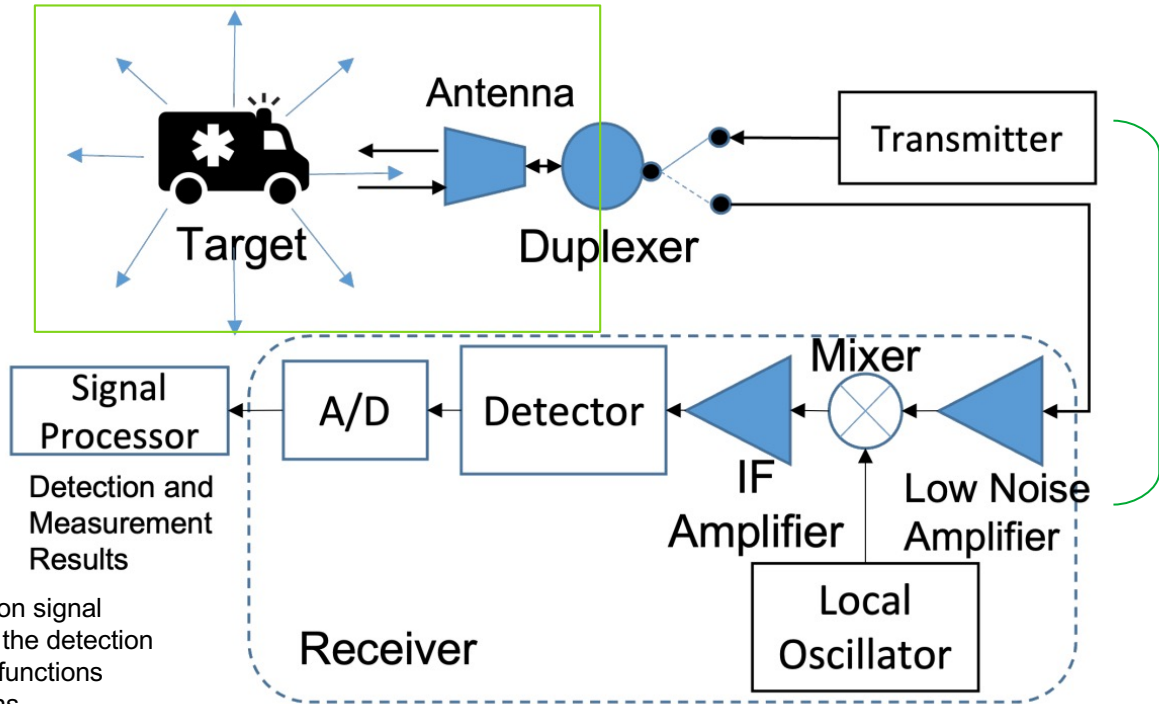 Antenna
Transmitter
Target
Duplexer
Mixer
Signal
Processor
A/D
Detector
IF
Amplifier
Low Noise
Amplifier
Detection and
Measurement
Results
Local
Oscillator
Receiver
on signal
the detection
functions